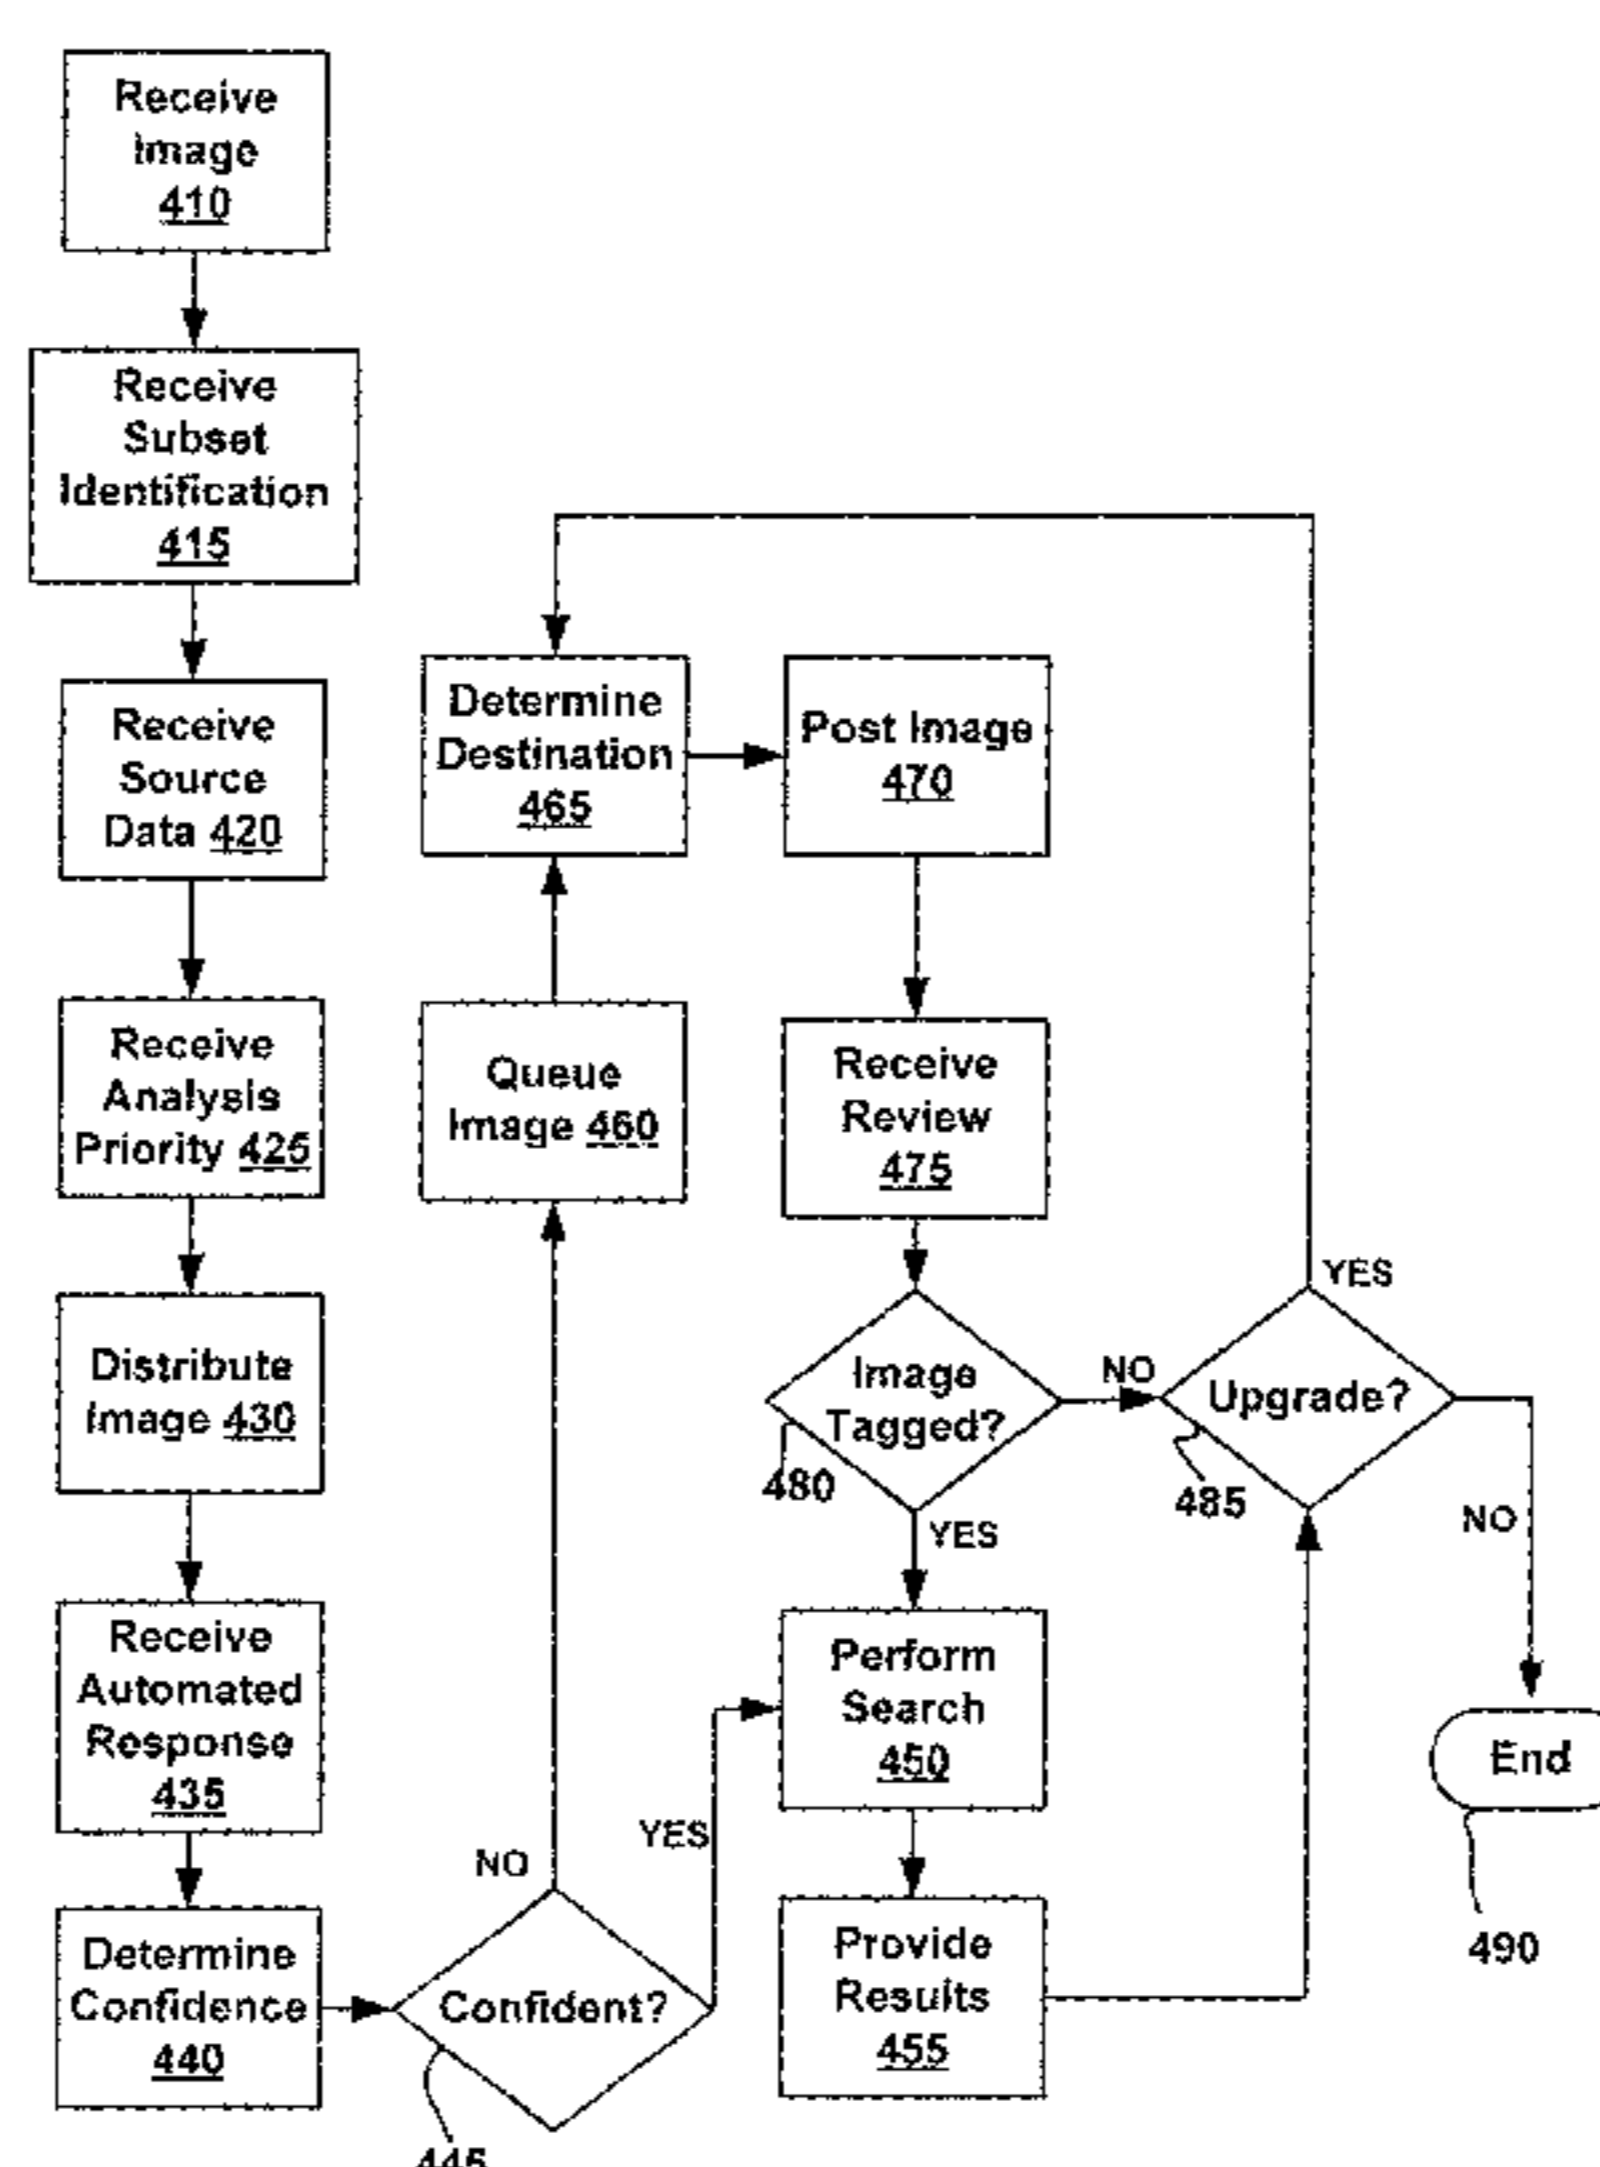 Receive
Image
410
Receive
Subset
Identification
415
Receive
Source
Data 420
Receive
Analysis
Priority 425
Distribute
Image 430
Receive
Automated
Response
435
Determine
Confidence
440
Confident?
445
NO
YES
Queue
Image 460
Determine
Destination
465
Post Image
470
Receive
Review
475
Image
Tagged?
480
NO
YES
Perform
Search
450
Provide
Results
455
Upgrade?
485
YES
NO
End
490